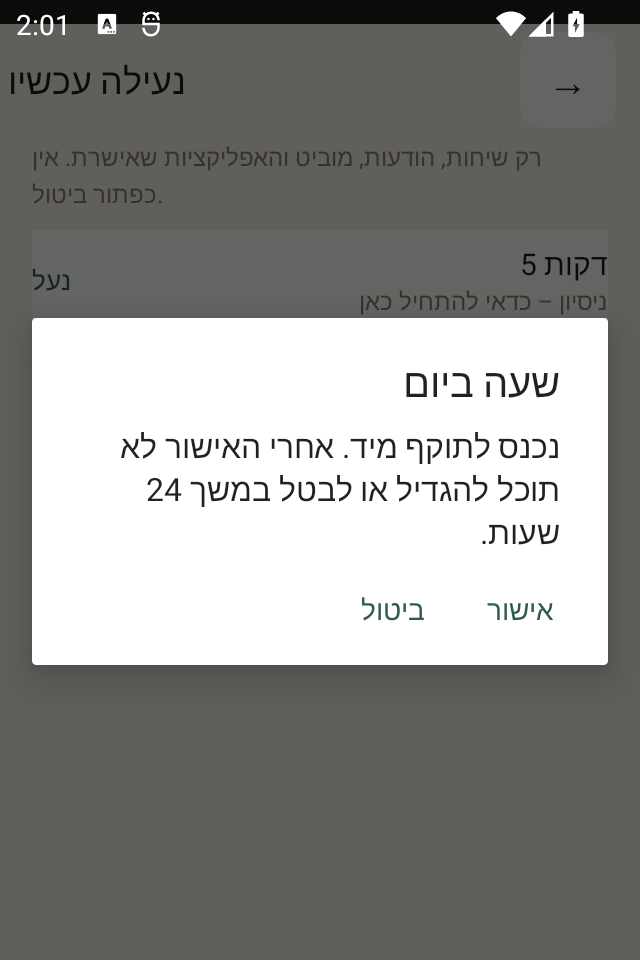 2:01
נעילה עכשיו
→
רק שיחות, הודעות, מוביט והאפליקציות שאישרת. אין
כפתור ביטול.
5 דקות
נעל
ניסיון – כדאי להתחיל כאן
שעה ביום
נכנס לתוקף מיד. אחרי האישור לא
תוכל להגדיל או לבטל במשך 24
שעות.
אישור
ביטול